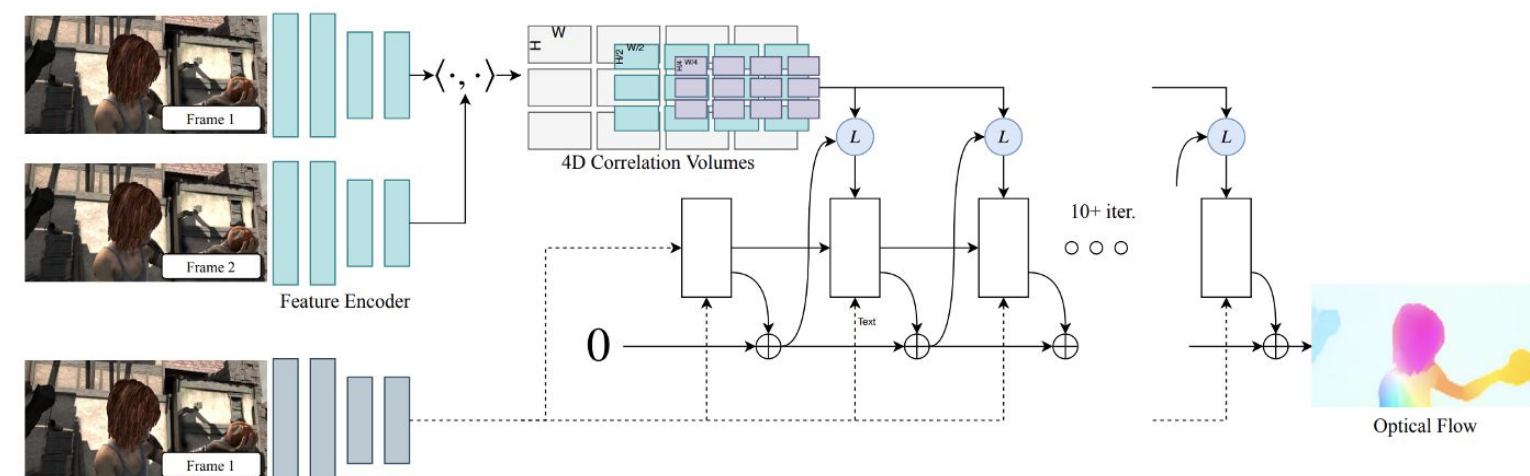 Frame 1
⟨·, ·⟩
H
W
H/2
W/2
H/4
W/4
4D Correlation Volumes
L
L
L
Frame 2
Feature Encoder
10+ iter.
Text
0
Frame 1
Optical Flow